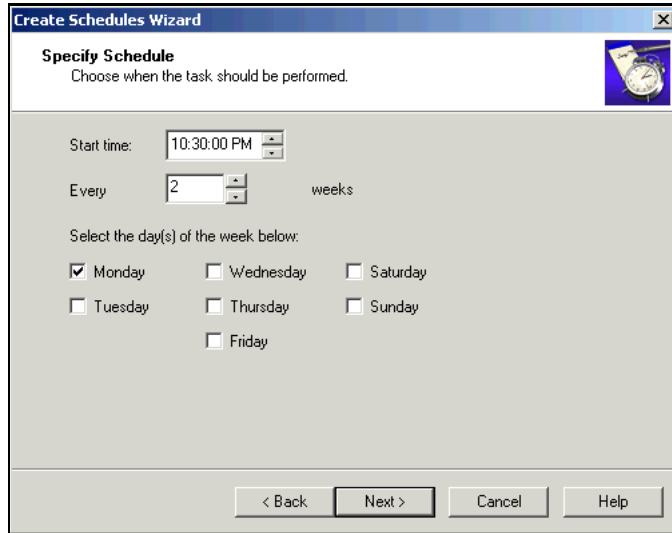 Create Schedules Wizard
Specify Schedule
Choose when the task should be performed.
Start time: 10:30:00 PM
Every 2 weeks
Select the day(s) of the week below:
Monday Wednesday Saturday
Tuesday Thursday Sunday
Friday
< Back Next > Cancel Help